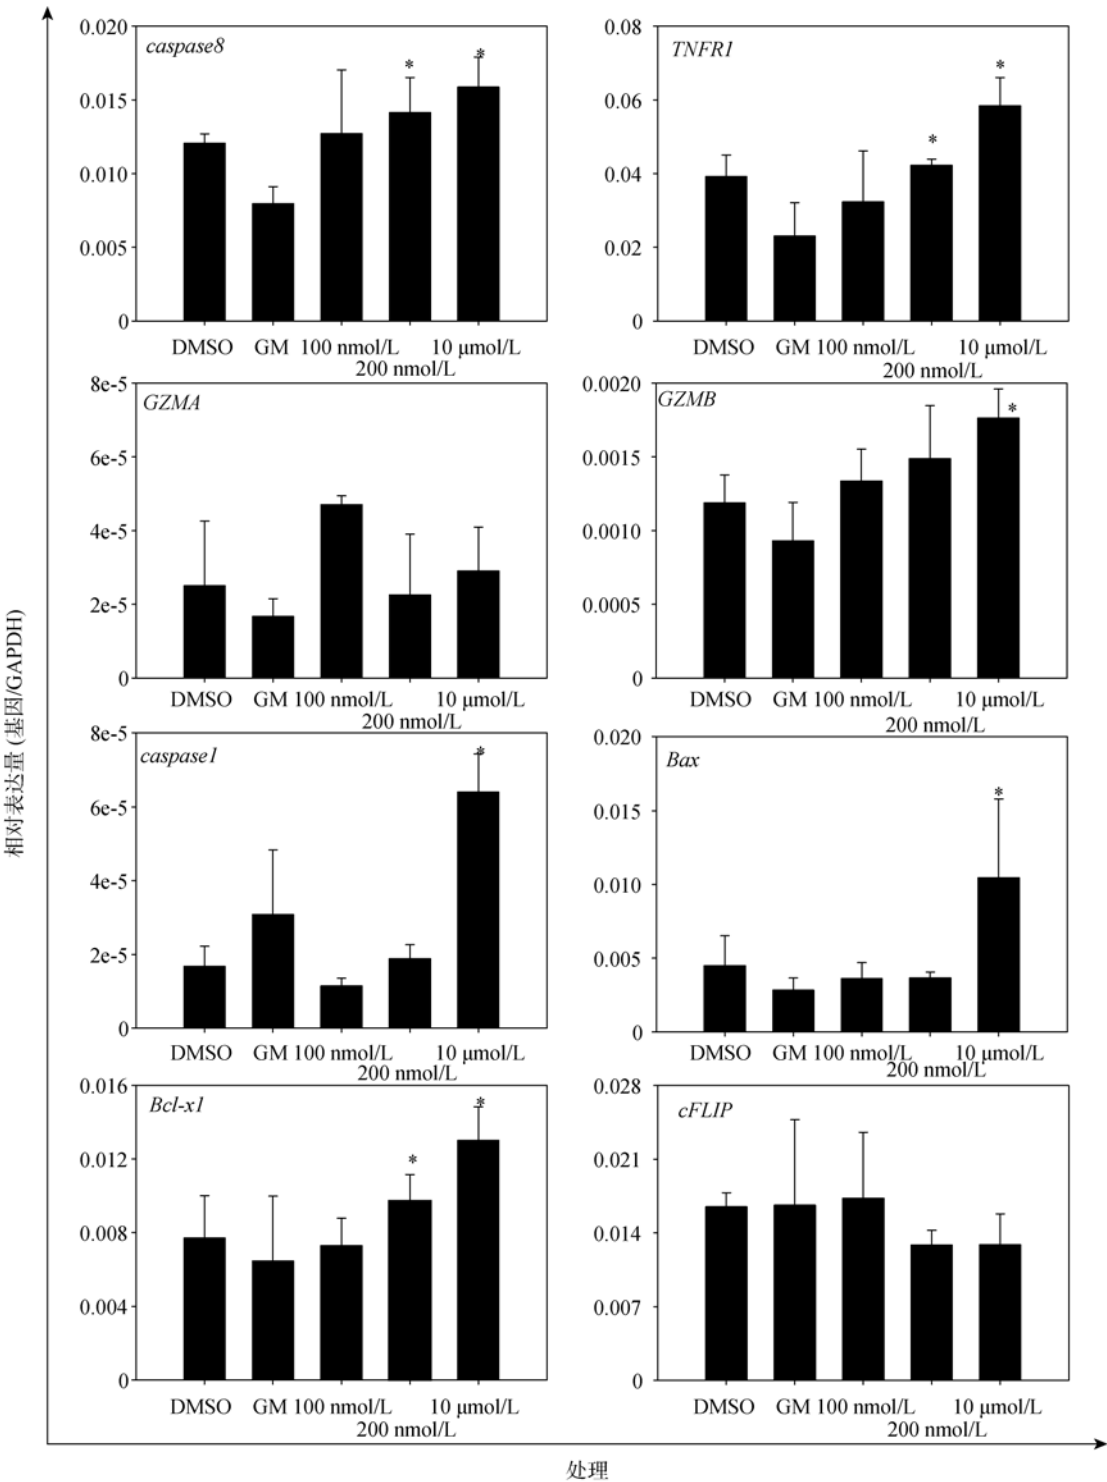 0.020
caspase8
*
*
0.015
0.010
0.005
0
DMSO GM 100 nmol/L 10 μmol/L
200 nmol/L
0.08
TNFR1
*
*
0.06
0.04
0.02
0
DMSO GM 100 nmol/L 10 μmol/L
200 nmol/L
8e-5
GZMA
6e-5
4e-5
2e-5
0
DMSO GM 100 nmol/L 10 μmol/L
200 nmol/L
0.0020
GZMB
*
0.0015
0.0010
0.0005
0
DMSO GM 100 nmol/L 10 μmol/L
200 nmol/L
相对表达量 (基因/GAPDH)
8e-5
caspase1
*
6e-5
4e-5
2e-5
0
DMSO GM 100 nmol/L 10 μmol/L
200 nmol/L
0.020
Bax
*
0.015
0.010
0.005
0
DMSO GM 100 nmol/L 10 μmol/L
200 nmol/L
0.016
Bcl-x1
*
*
0.012
0.008
0.004
0
DMSO GM 100 nmol/L 10 μmol/L
200 nmol/L
0.028
cFLIP
0.021
0.014
0.007
0
DMSO GM 100 nmol/L 10 μmol/L
200 nmol/L
处理